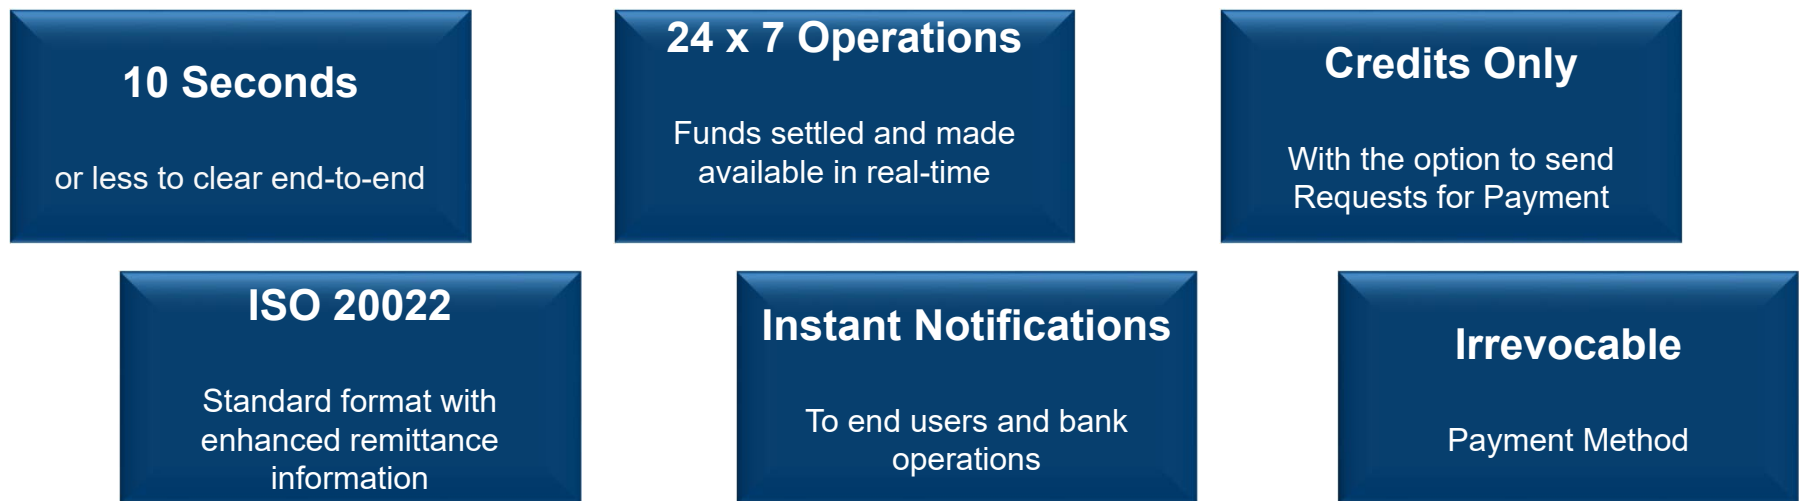 10 Seconds
or less to clear end-to-end
24 x 7 Operations
Funds settled and made
available in real-time
Credits Only
With the option to send
Requests for Payment
ISO 20022
Standard format with
enhanced remittance
information
Instant Notifications
To end users and bank
operations
Irrevocable
Payment Method